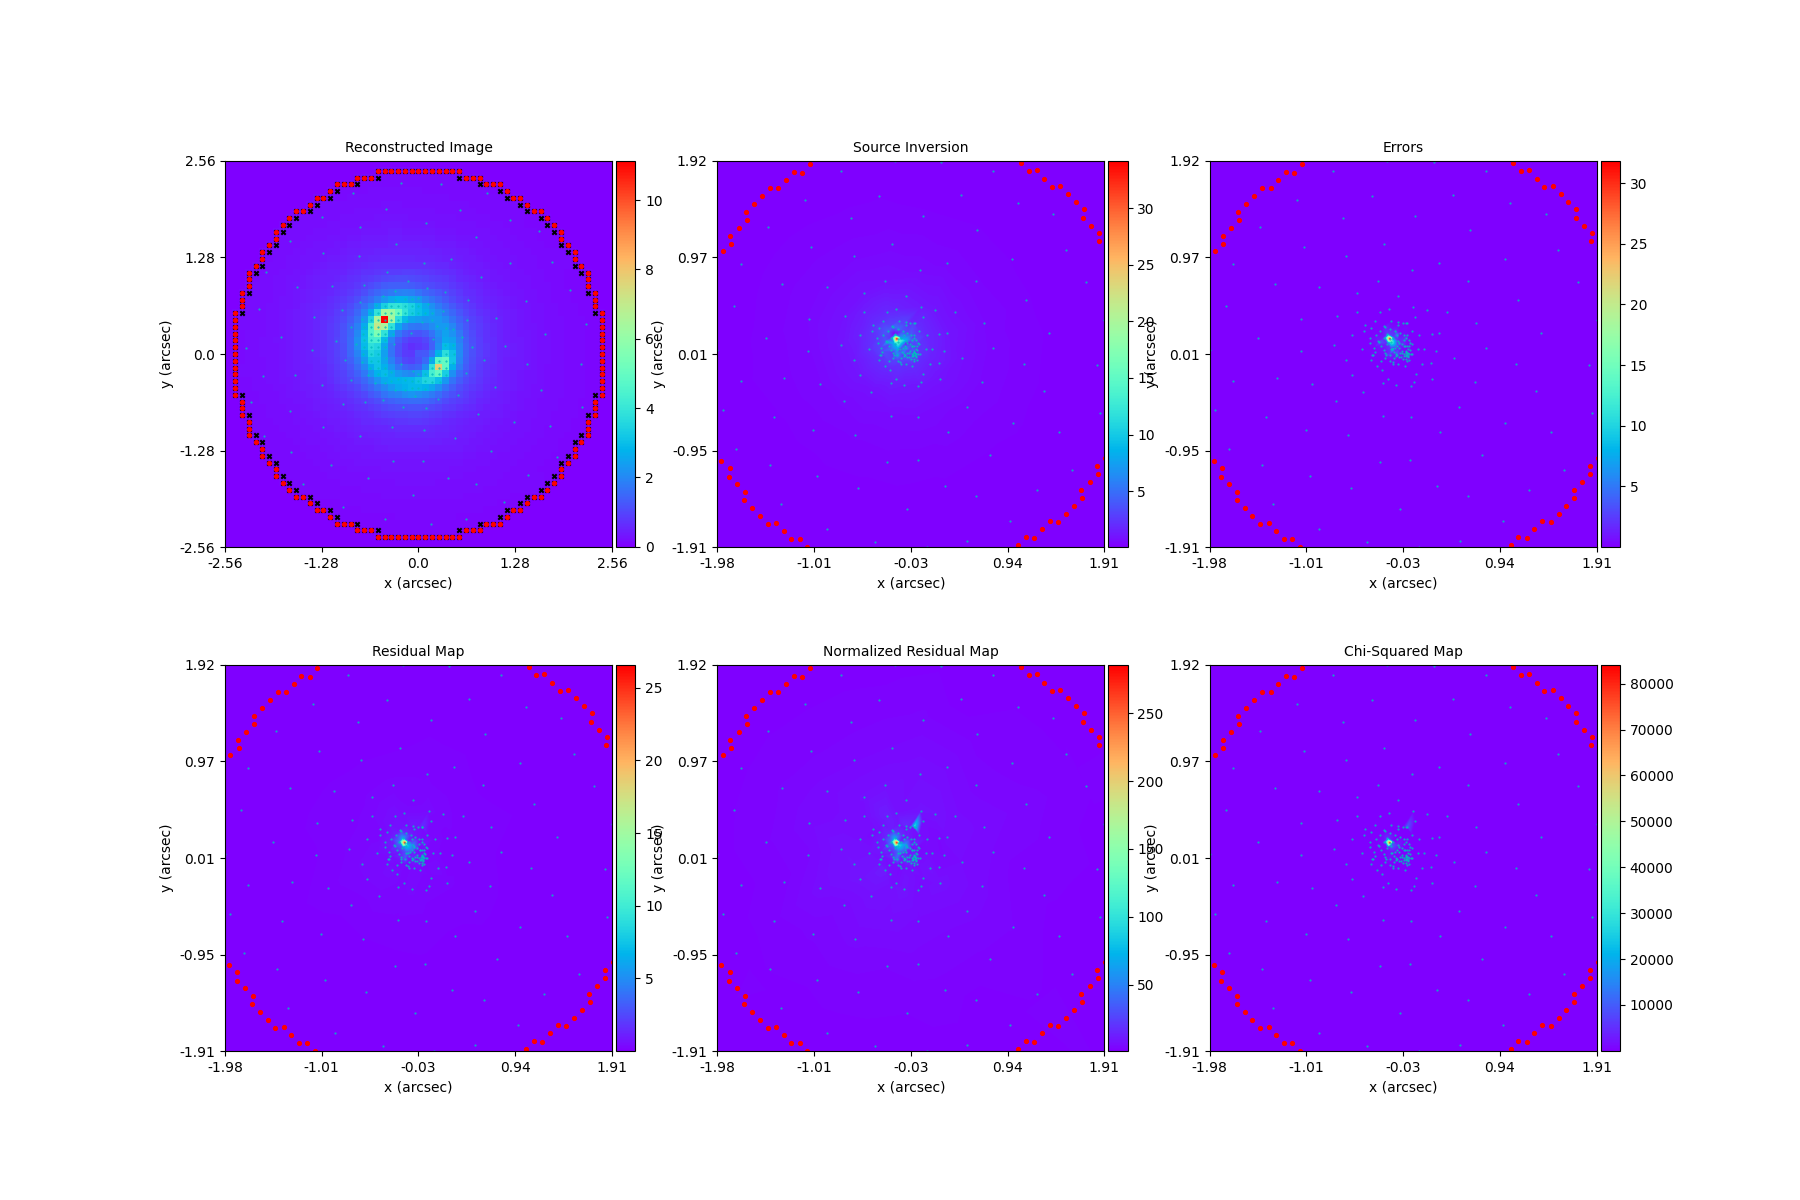 Reconstructed Image
2.56
1.28
0.0
-1.28
-2.56
y (arcsec)
-2.56 -1.28 0.0 1.28 2.56
x (arcsec)
10
8
6
4
2
0
Source Inversion
1.92
0.97
0.01
-0.95
-1.91
y (arcsec)
-1.98 -1.01 -0.03 0.94 1.91
x (arcsec)
30
25
20
15
10
5
Errors
1.92
0.97
0.01
-0.95
-1.91
y (arcsec)
-1.98 -1.01 -0.03 0.94 1.91
x (arcsec)
30
25
20
15
10
5
Residual Map
1.92
0.97
0.01
-0.95
-1.91
y (arcsec)
-1.98 -1.01 -0.03 0.94 1.91
x (arcsec)
25
20
15
10
5
Normalized Residual Map
1.92
0.97
0.01
-0.95
-1.91
y (arcsec)
-1.98 -1.01 -0.03 0.94 1.91
x (arcsec)
250
200
150
100
50
Chi-Squared Map
1.92
0.97
0.01
-0.95
-1.91
y (arcsec)
-1.98 -1.01 -0.03 0.94 1.91
x (arcsec)
80000
70000
60000
50000
40000
30000
20000
10000